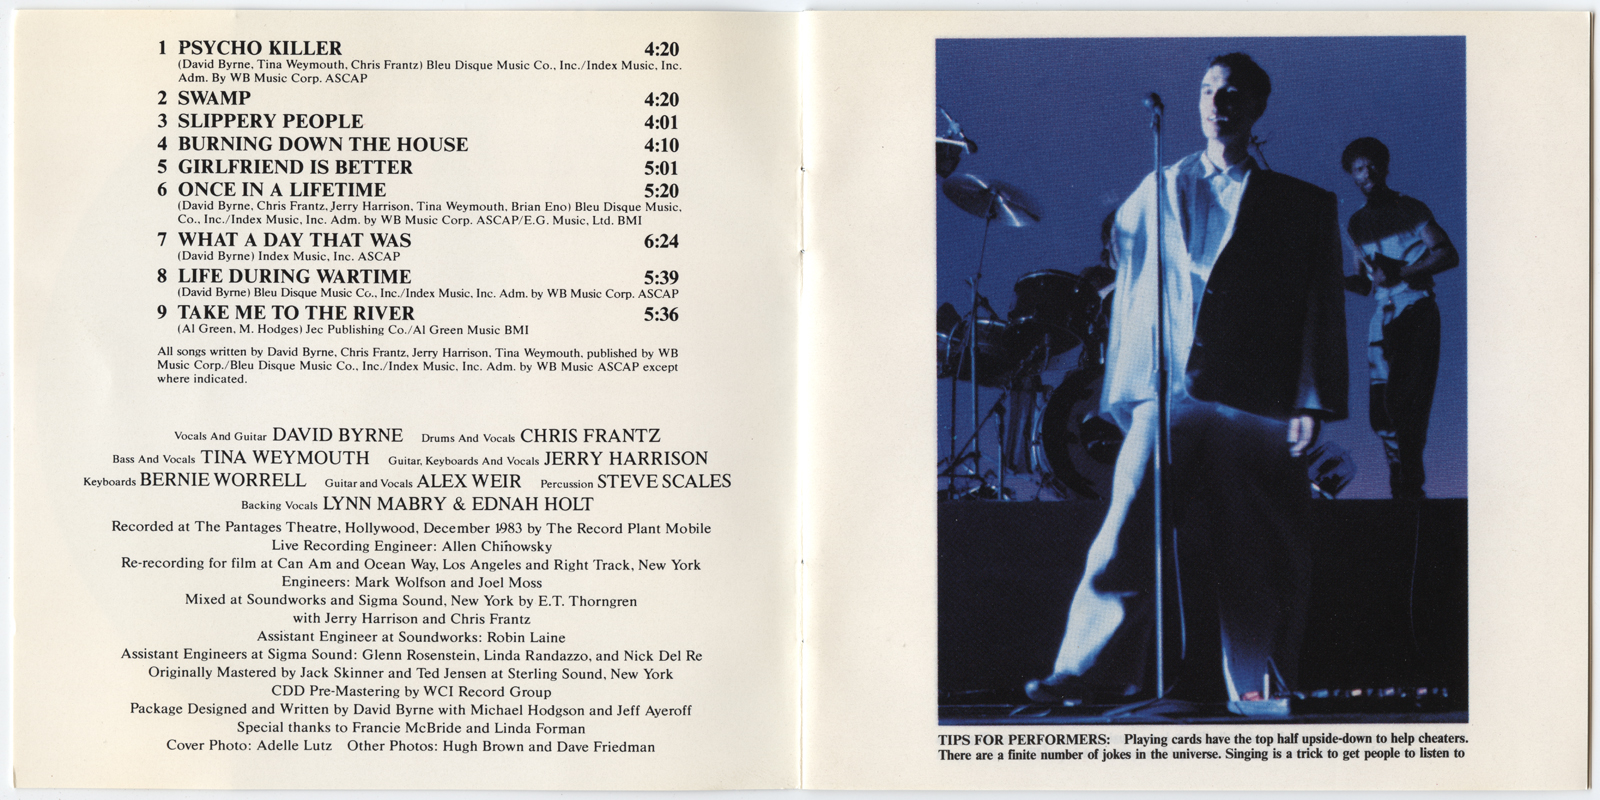 1 PSYCHO KILLER 4:20
(David Byrne, Tina Weymouth, Chris Frantz) Bleu Disque Music Co., Inc./Index Music, Inc.
Adm. By WB Music Corp. ASCAP
2 SWAMP 4:20
3 SLIPPERY PEOPLE 4:01
4 BURNING DOWN THE HOUSE 4:10
5 GIRLFRIEND IS BETTER 5:01
6 ONCE IN A LIFETIME 5:20
(David Byrne, Chris Frantz, Jerry Harrison, Tina Weymouth, Brian Eno) Bleu Disque Music,
Co., Inc./Index Music, Inc. Adm. by WB Music Corp. ASCAP/E.G. Music, Ltd. BMI
7 WHAT A DAY THAT WAS 6:24
(David Byrne) Index Music, Inc. ASCAP
8 LIFE DURING WARTIME 5:39
(David Byrne) Bleu Disque Music Co., Inc./Index Music, Inc. Adm. by WB Music Corp. ASCAP
9 TAKE ME TO THE RIVER 5:36
(Al Green, M. Hodges) Jec Publishing Co./Al Green Music BMI
All songs written by David Byrne, Chris Frantz, Jerry Harrison, Tina Weymouth, published by WB
Music Corp./Bleu Disque Music Co., Inc./Index Music, Inc. Adm. by WB Music ASCAP except
where indicated.
Vocals And Guitar DAVID BYRNE Drums And Vocals CHRIS FRANTZ
Bass And Vocals TINA WEYMOUTH Guitar, Keyboards And Vocals JERRY HARRISON
Keyboards BERNIE WORRELL Guitar and Vocals ALEX WEIR Percussion STEVE SCALES
Backing Vocals LYNN MABRY & EDNAH HOLT
Recorded at The Pantages Theatre, Hollywood, December 1983 by The Record Plant Mobile
Live Recording Engineer: Allen Chinowsky
Re-recording for film at Can Am and Ocean Way, Los Angeles and Right Track, New York
Engineers: Mark Wolfson and Joel Moss
Mixed at Soundworks and Sigma Sound, New York by E.T. Thorngren
with Jerry Harrison and Chris Frantz
Assistant Engineer at Soundworks: Robin Laine
Assistant Engineers at Sigma Sound: Glenn Rosenstein, Linda Randazzo, and Nick Del Re
Originally Mastered by Jack Skinner and Ted Jensen at Sterling Sound, New York
CDD Pre-Mastering by WCI Record Group
Package Designed and Written by David Byrne with Michael Hodgson and Jeff Ayeroff
Special thanks to Francie McBride and Linda Forman
Cover Photo: Adelle Lutz Other Photos: Hugh Brown and Dave Friedman
TIPS FOR PERFORMERS: Playing cards have the top half upside-down to help cheaters.
There are a finite number of jokes in the universe. Singing is a trick to get people to listen to